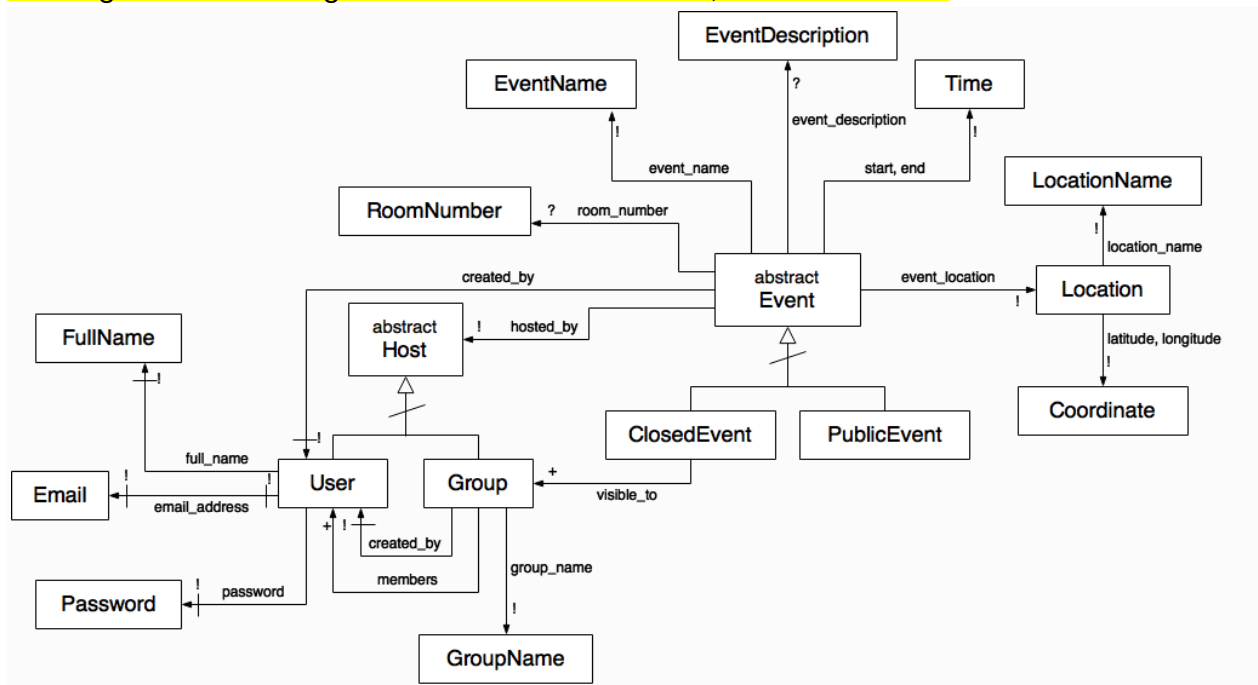 EventDescription
EventName
Time
?
!
!
event_description
event_name
start, end
LocationName
RoomNumber
? room_number
!
location_name
created_by
abstract
Event
event_location
!
Location
abstract
Host
! hosted_by
FullName
!
latitude, longitude
!
Coordinate
ClosedEvent
PublicEvent
!
full_name
User
Group
+
visible_to
Email
!
!
email_address
+ !
created_by
members
group_name
Password
!
password
!
GroupName